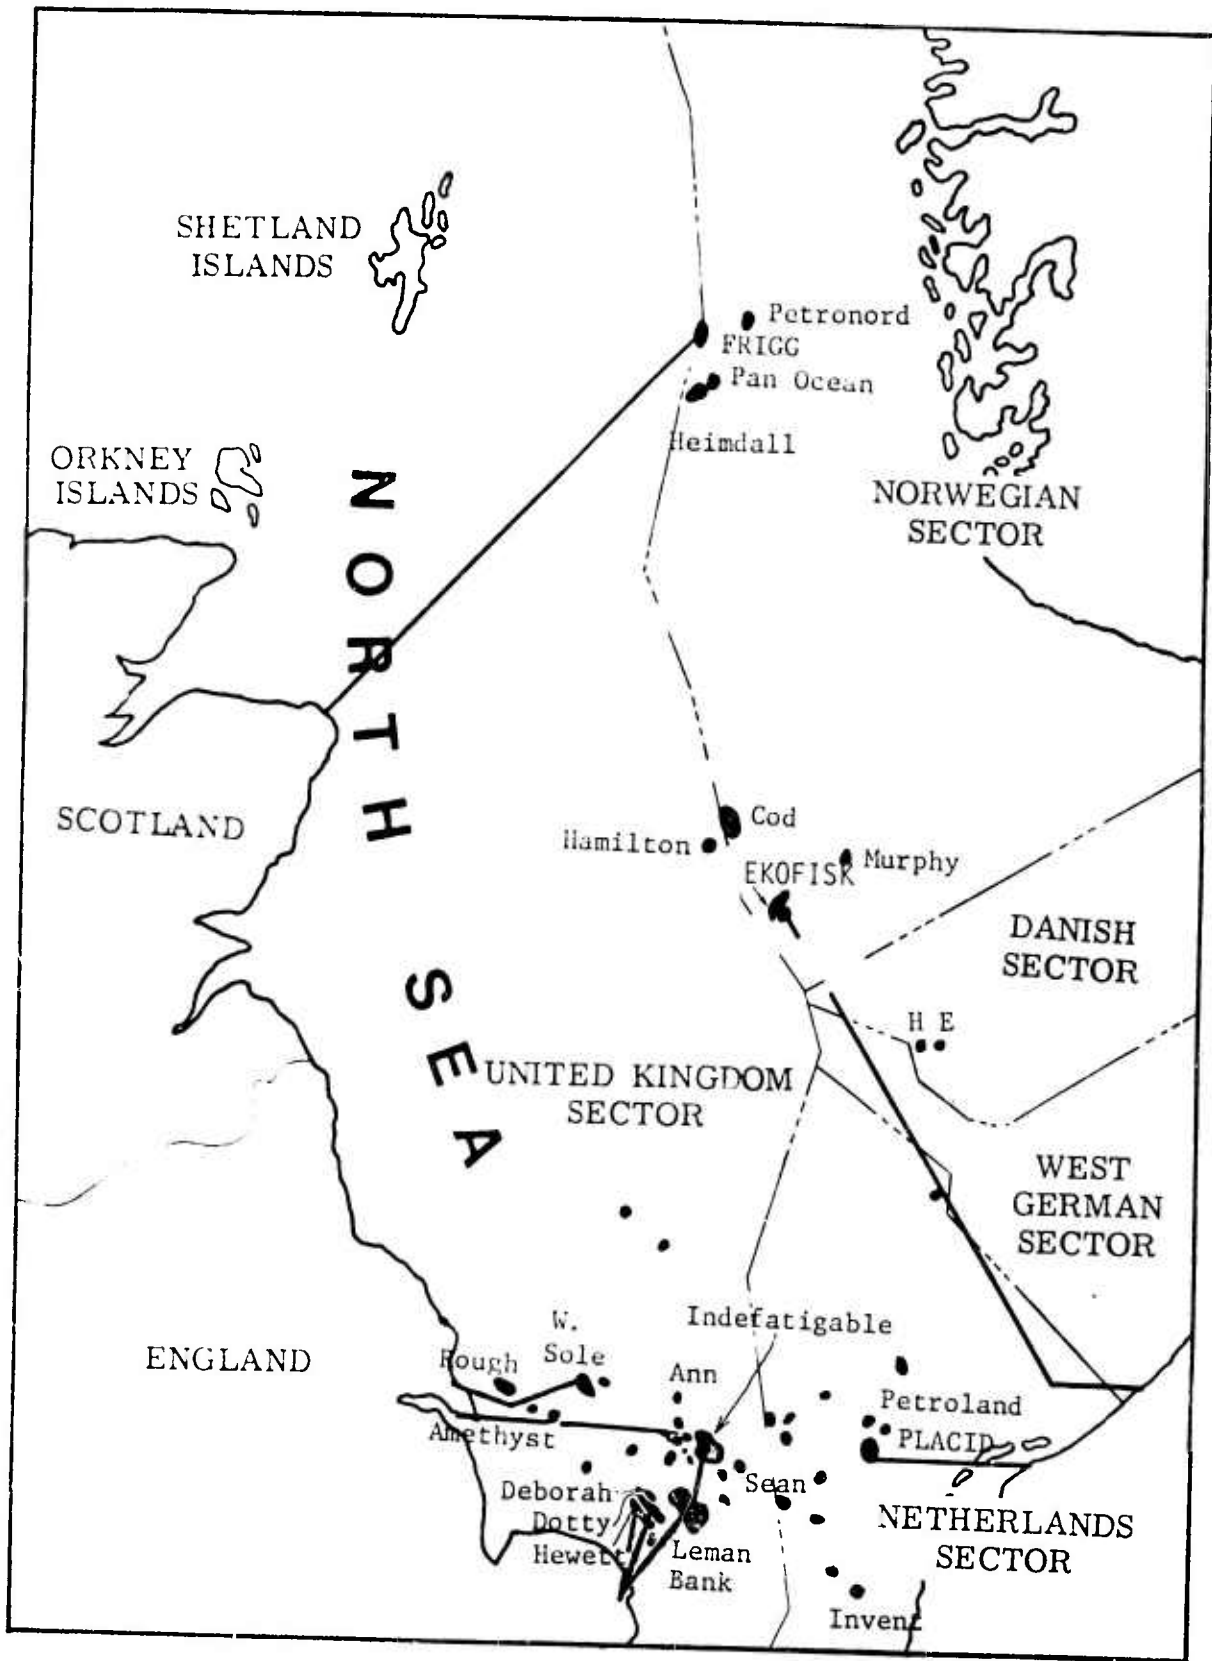 SHETLAND
ISLANDS
Petronord
FRIGG
Pan Ocean
Heimdall
ORKNEY
ISLANDS
NORTH SEA
NORWEGIAN
SECTOR
SCOTLAND
Cod
Hamilton
Murphy
EKOFISK
DANISH
SECTOR
H E
UNITED KINGDOM
SECTOR
WEST
GERMAN
SECTOR
Indefatigable
ENGLAND
W.
Sole
Rough
Ann
Petroland
Amethyst
PLACID
Sean
Deborah
Dotty
Hewett
Leman
Bank
NETHERLANDS
SECTOR
Invent